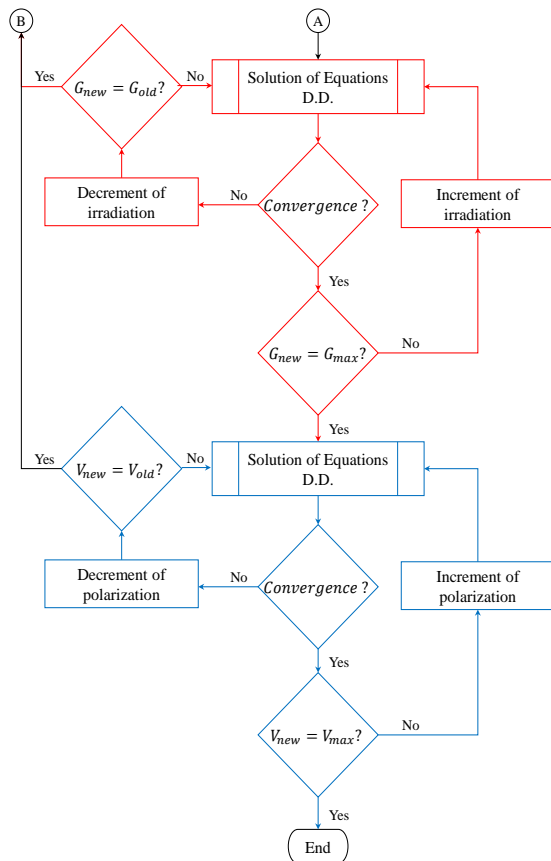 B
A
Yes
G_new = G_old?
No
Solution of Equations
D.D.
Decrement of
irradiation
No
Convergence ?
Increment of
irradiation
Yes
G_new = G_max?
No
Yes
Yes
V_new = V_old?
No
Solution of Equations
D.D.
Decrement of
polarization
No
Convergence ?
Increment of
polarization
Yes
V_new = V_max?
No
Yes
End